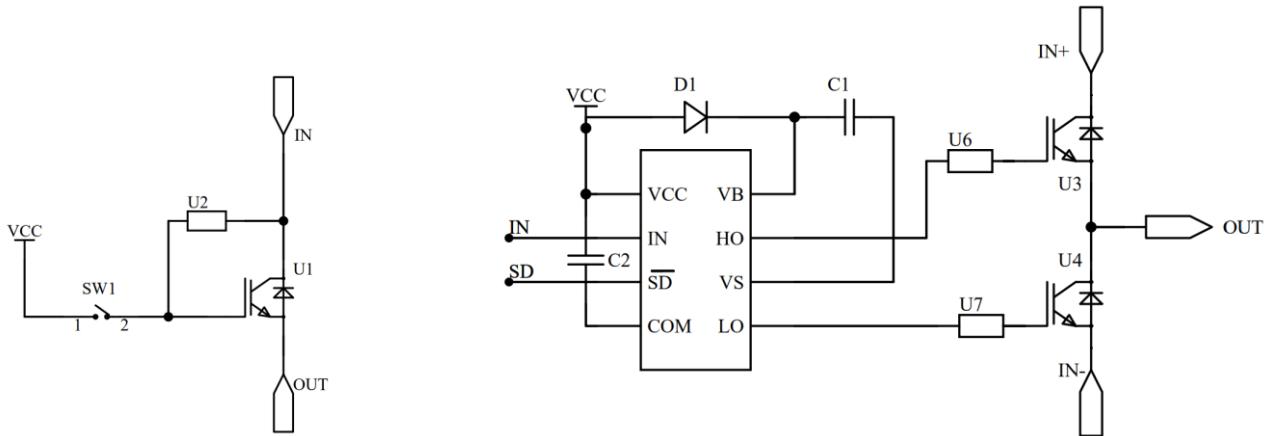 IN
U2
VCC
U1
SW1
1 2
OUT
IN+
D1 C1
VCC
U6
VCC VB
U3
IN
IN HO
OUT
C2
SD
SD VS
U4
U7
COM LO
IN-